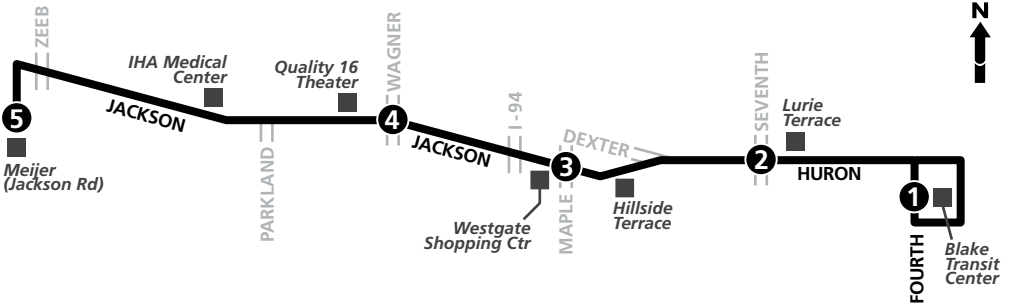 N
ZEEB
IHA Medical
Center
Quality 16
Theater
WAGNER
JACKSON
5
Meijer
(Jackson Rd)
PARKLAND
4
JACKSON
I-94
DEXTER
3
MAPLE
Westgate
Shopping Ctr
Hillside
Terrace
SEVENTH
2
Lurie
Terrace
HURON
1
FOURTH
Blake
Transit
Center